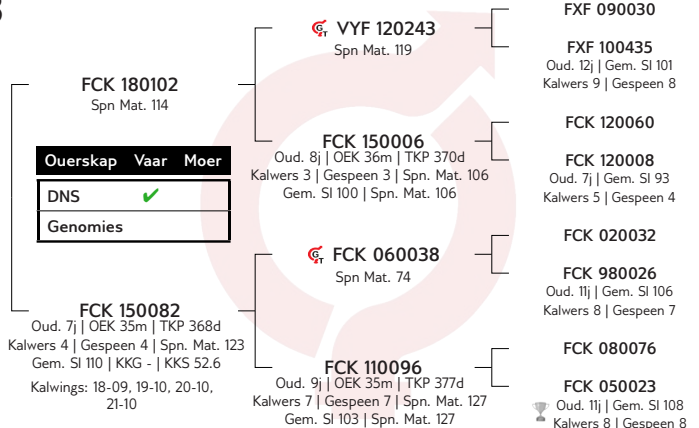 FCK 180102
Spn Mat. 114
Ouerskap Vaar Moer
DNS ✔
Genomies
FCK 150082
Oud. 7j | OEK 35m | TKP 368d
Kalwers 4 | Gespeen 4 | Spn. Mat. 123
Gem. SI 110 | KKG - | KKS 52.6
Kalwings: 18-09, 19-10, 20-10,
21-10
GT VYF 120243
Spn Mat. 119
FCK 150006
Oud. 8j | OEK 36m | TKP 370d
Kalwers 3 | Gespeen 3 | Spn. Mat. 106
Gem. SI 100 | Spn. Mat. 106
GT FCK 060038
Spn Mat. 74
FCK 110096
Oud. 9j | OEK 35m | TKP 377d
Kalwers 7 | Gespeen 7 | Spn. Mat. 127
Gem. SI 103 | Spn. Mat. 127
FXF 090030
FXF 100435
Oud. 12j | Gem. SI 101
Kalwers 9 | Gespeen 8
FCK 120060
FCK 120008
Oud. 7j | Gem. SI 93
Kalwers 5 | Gespeen 4
FCK 020032
FCK 980026
Oud. 11j | Gem. SI 106
Kalwers 8 | Gespeen 7
FCK 080076
FCK 050023
Oud. 11j | Gem. SI 108
Kalwers 8 | Gespeen 8